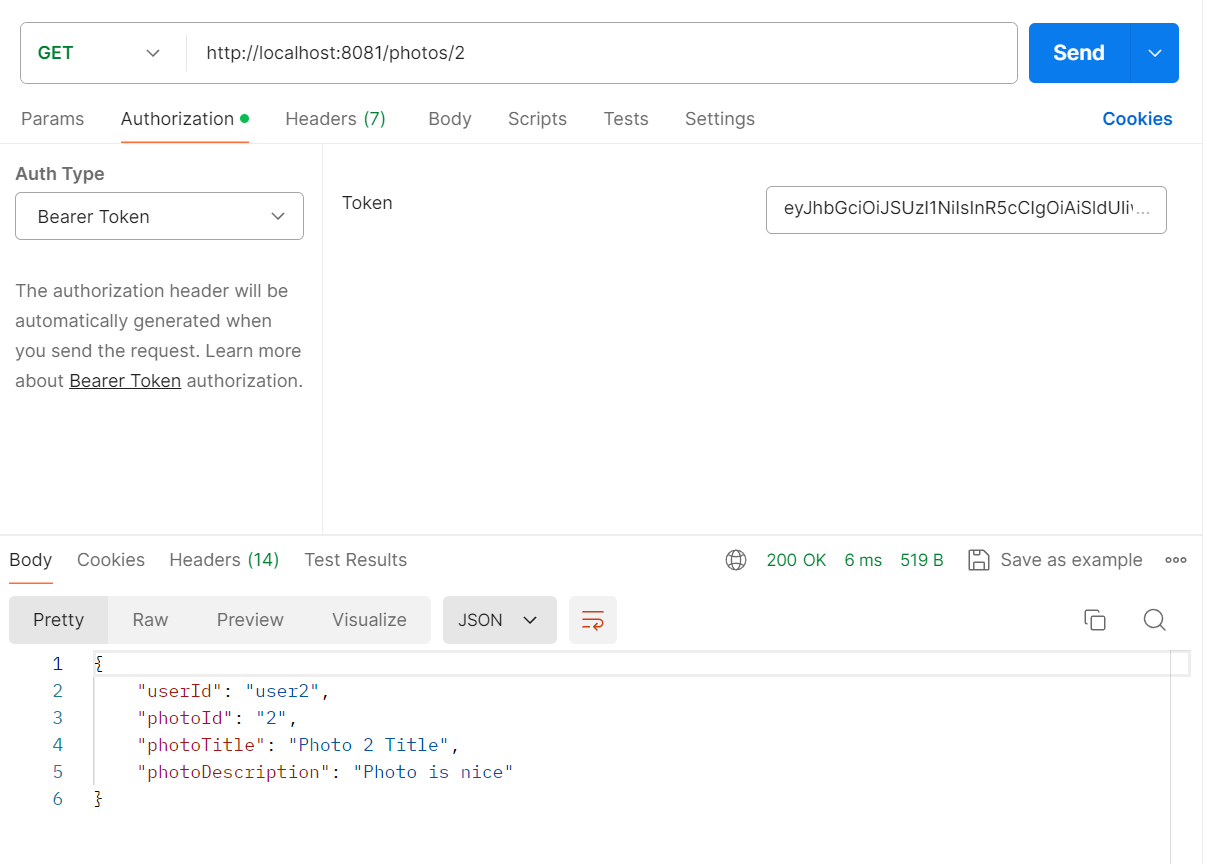 GET http://localhost:8081/photos/2 Send
Params Authorization Headers (7) Body Scripts Tests Settings Cookies
Auth Type
Bearer Token
Token
The authorization header will be
automatically generated when
you send the request. Learn more
about Bearer Token authorization.
Body Cookies Headers (14) Test Results 200 OK 6 ms 519 B Save as example
Pretty Raw Preview Visualize JSON
1 {
2 "userId": "user2",
3 "photoId": "2",
4 "photoTitle": "Photo 2 Title",
5 "photoDescription": "Photo is nice"
6 }